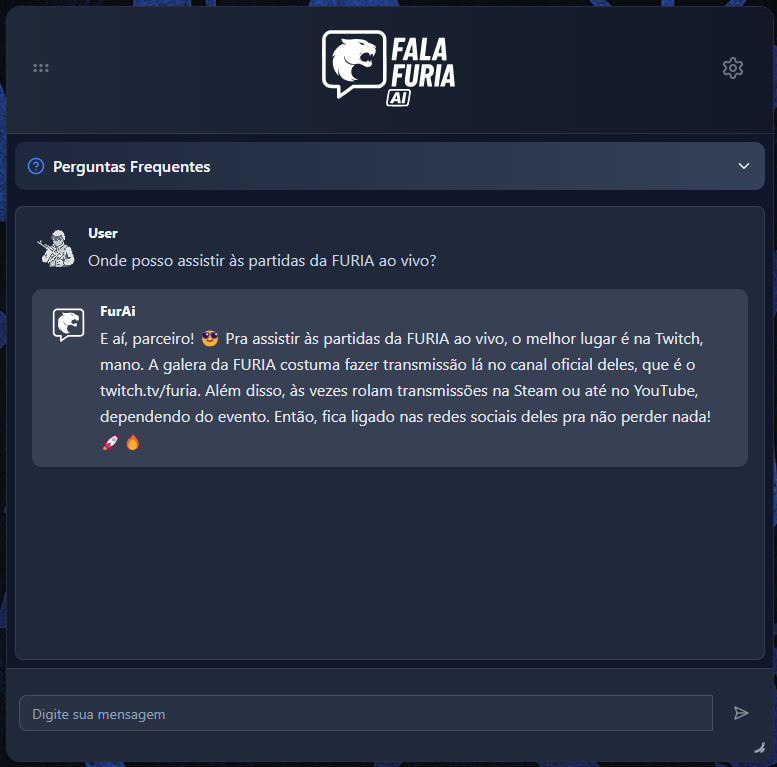 FALA
FURIA
AI
Perguntas Frequentes
User
Onde posso assistir às partidas da FURIA ao vivo?
FurAi
E aí, parceiro! 😎 Pra assistir às partidas da FURIA ao vivo, o melhor lugar é na Twitch,
mano. A galera da FURIA costuma fazer transmissão lá no canal oficial deles, que é o
twitch.tv/furia. Além disso, às vezes rolam transmissões na Steam ou até no YouTube,
dependendo do evento. Então, fica ligado nas redes sociais deles pra não perder nada!
🚀 🔥
Digite sua mensagem